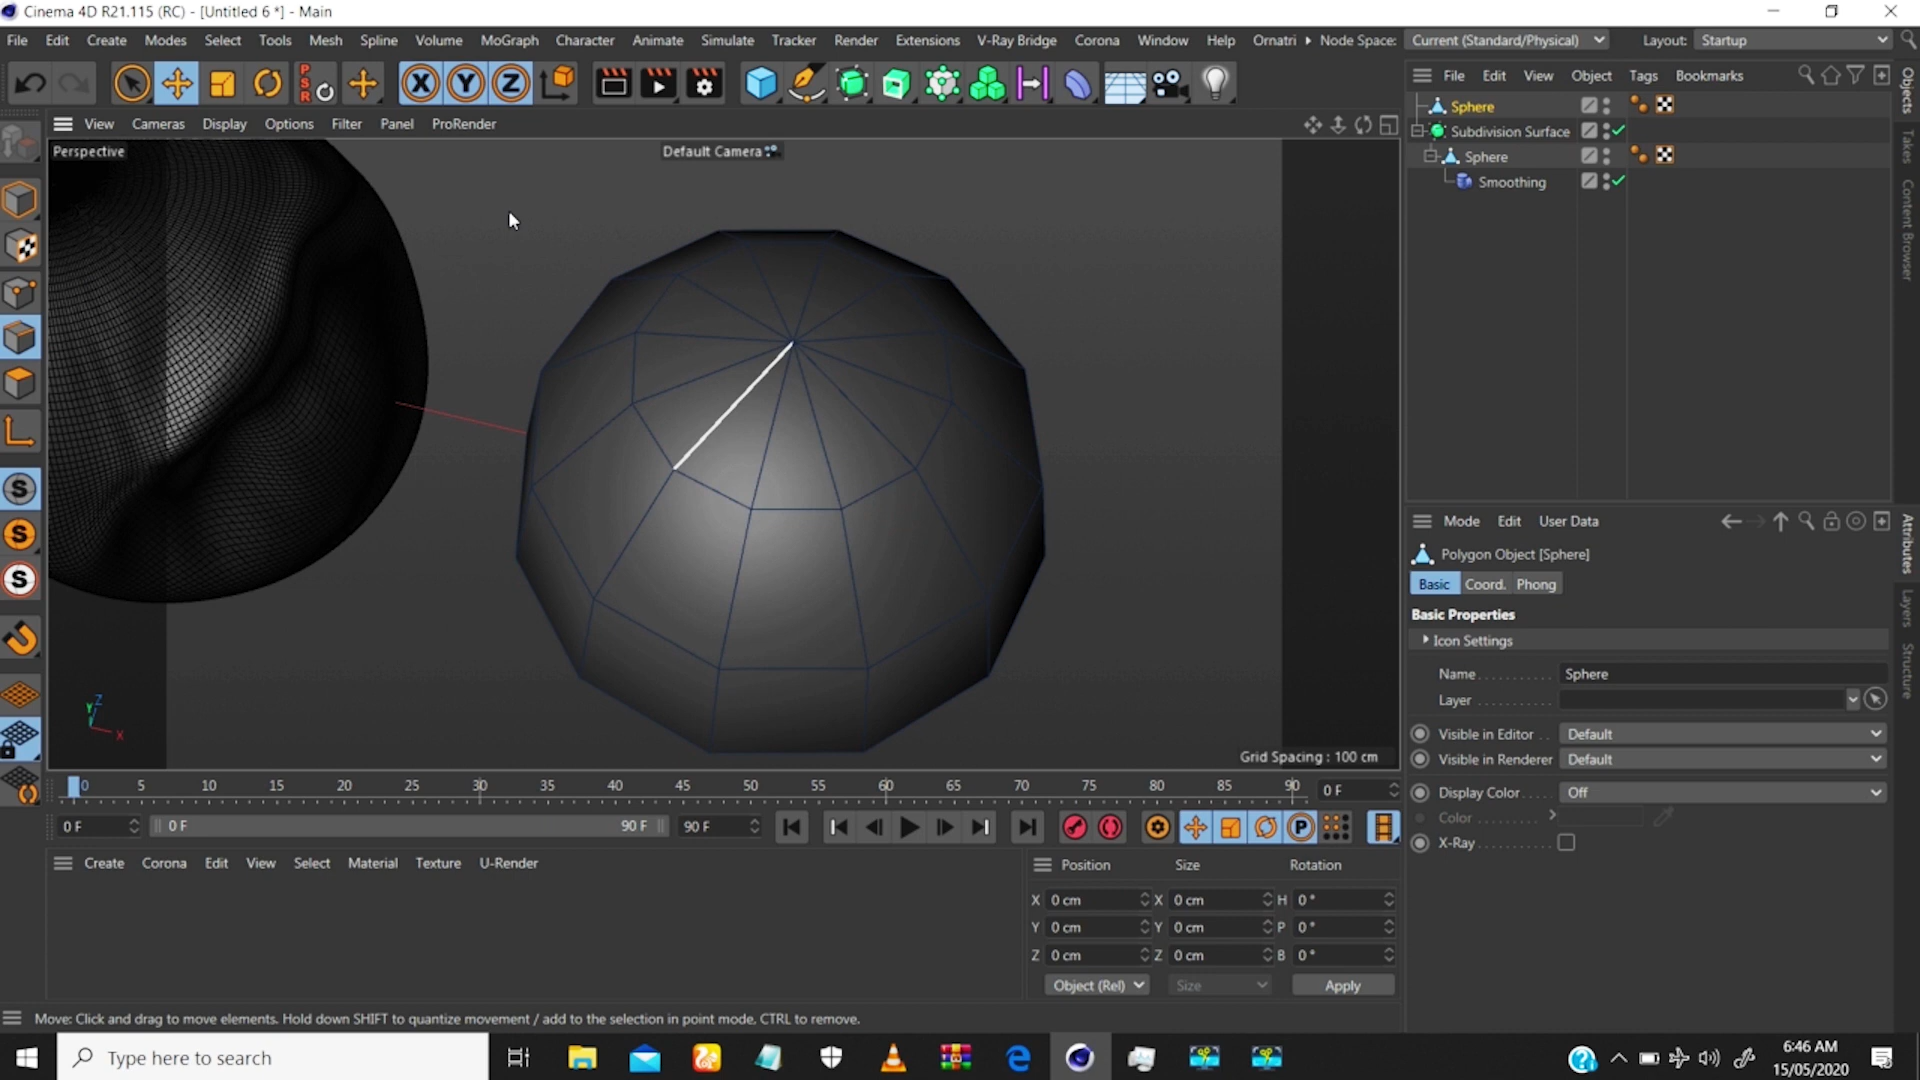 Cinema 4D R21.115 (RC) - [Untitled 6 *] - Main
File Edit Create Modes Select Tools Mesh Spline Volume MoGraph Character Animate Simulate Tracker Render Extensions V-Ray Bridge Corona Window Help Ornatri Node Space: Current (Standard/Physical) Layout: Startup
P S R X Y Z
File Edit View Object Tags Bookmarks
Sphere
Subdivision Surface
Sphere
Smoothing
Objects
Takes
Content Browser
View Cameras Display Options Filter Panel ProRender
Perspective
Default Camera
S
S
S
Z
Y
X
Grid Spacing : 100 cm
Mode Edit User Data
Polygon Object [Sphere]
Basic Coord. Phong
Basic Properties
Icon Settings
Name Sphere
Layer
Visible in Editor Default
Visible in Renderer Default
Display Color Off
Color
X-Ray
Attributes
Layers
Structure
0 5 10 15 20 25 30 35 40 45 50 55 60 65 70 75 80 85 90 0 F
0 F 0 F 90 F 90 F P
Create Corona Edit View Select Material Texture U-Render
Position Size Rotation
X 0 cm X 0 cm H 0 °
Y 0 cm Y 0 cm P 0 °
Z 0 cm Z 0 cm B 0 °
Object (Rel) Size Apply
Move: Click and drag to move elements. Hold down SHIFT to quantize movement / add to the selection in point mode, CTRL to remove.
Type here to search
6:46 AM
15/05/2020